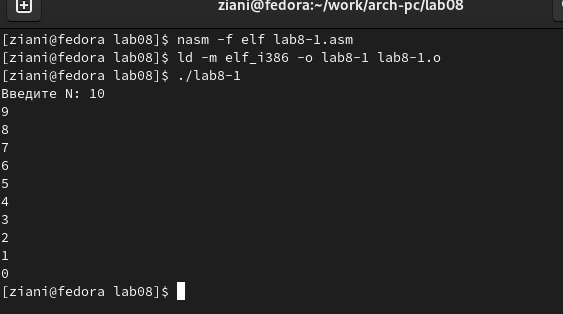 ziani@fedora:~/work/arch-pc/lab08
[ziani@fedora lab08]$ nasm -f elf lab8-1.asm
[ziani@fedora lab08]$ ld -m elf_i386 -o lab8-1 lab8-1.o
[ziani@fedora lab08]$ ./lab8-1
Введите N: 10
9
8
7
6
5
4
3
2
1
0
[ziani@fedora lab08]$